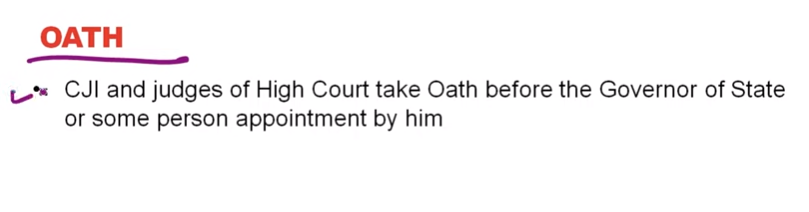 OATH
CJI and judges of High Court take Oath before the Governor of State
or some person appointment by him